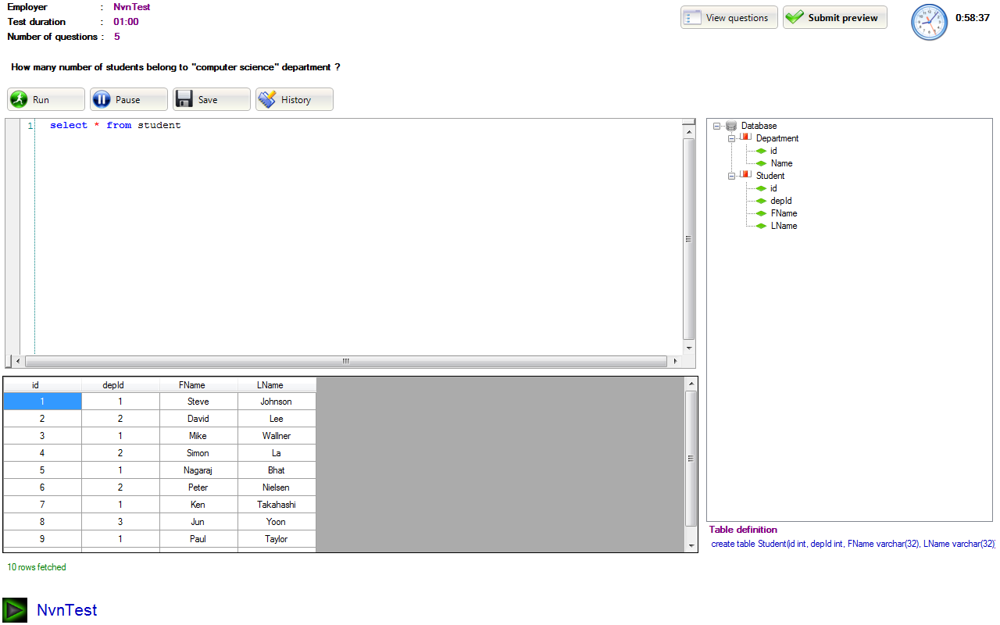 Employer : NvnTest
Test duration : 01:00
Number of questions : 5
View questions
Submit preview
0:58:37
How many number of students belong to "computer science" department ?
Run Pause Save History
1 select * from student
Database
Department
id
Name
Student
id
depId
FName
LName
id depId FName LName
1 1 Steve Johnson
2 2 David Lee
3 1 Mike Wallner
4 2 Simon La
5 1 Nagaraj Bhat
6 2 Peter Nielsen
7 1 Ken Takahashi
8 3 Jun Yoon
9 1 Paul Taylor
Table definition
create table Student(id int, depId int, FName varchar(32), LName varchar(32)
10 rows fetched
NvnTest